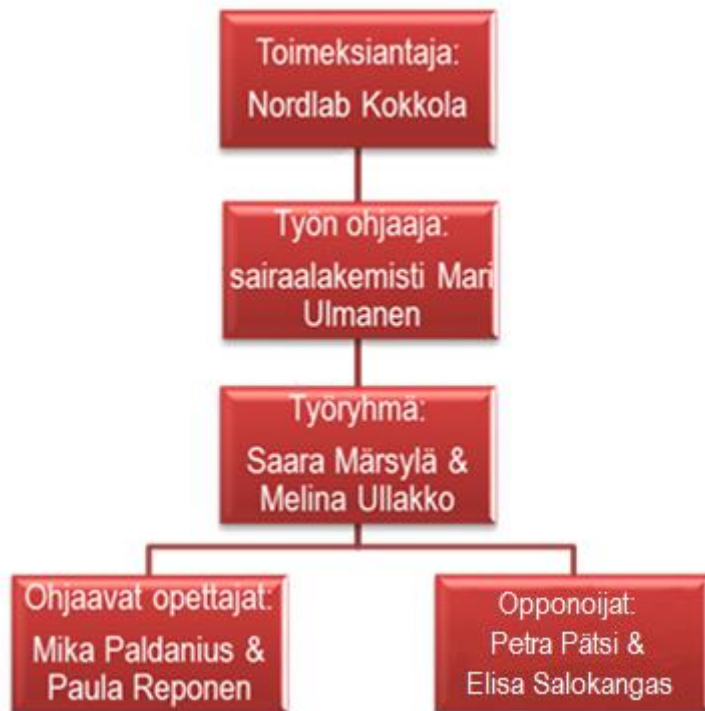 Toimeksiantaja:
Nordlab Kokkola
Työn ohjaaja:
sairaalakemisti Mari
Ulmanen
Työryhmä:
Saara Märsylä &
Melina Ullakko
Ohjaavat opettajat:
Mika Paldanius &
Paula Reponen
Opponoijat:
Petra Pätsi &
Elisa Salokangas